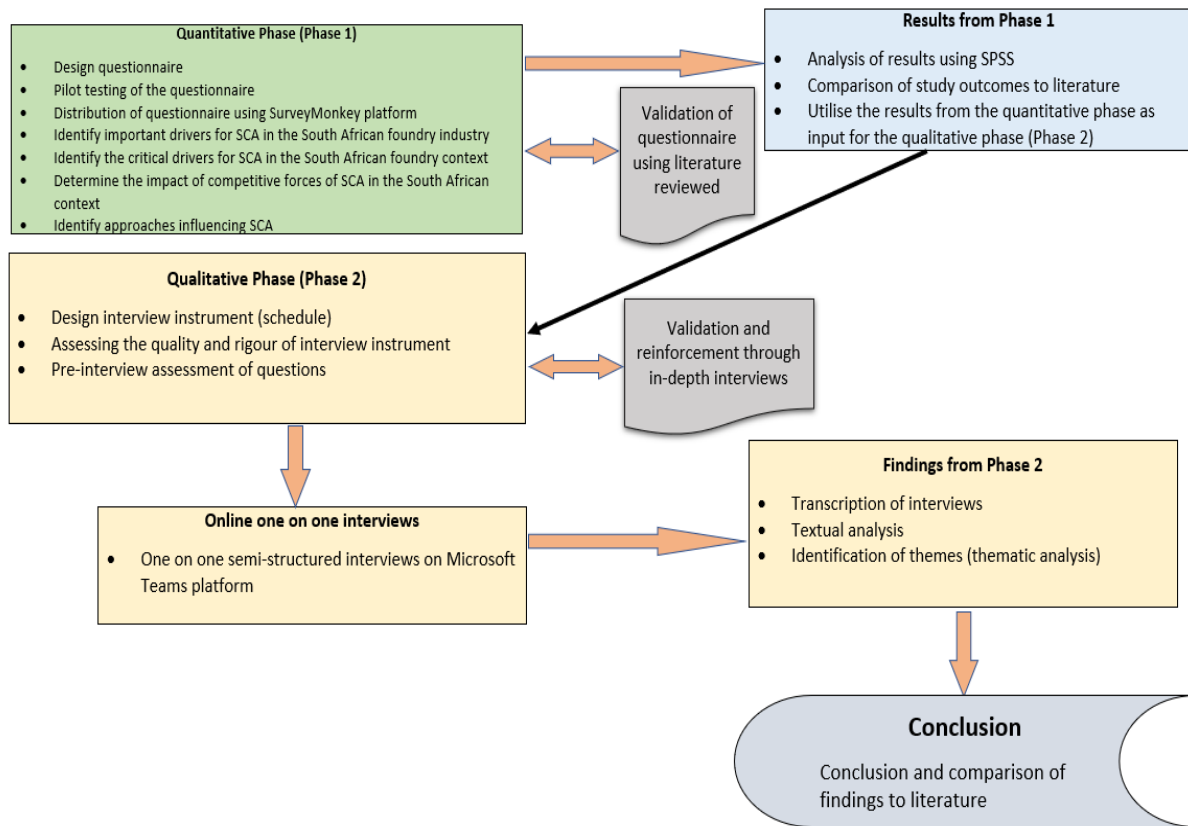 Quantitative Phase (Phase 1)
• Design questionnaire
• Pilot testing of the questionnaire
• Distribution of questionnaire using SurveyMonkey platform
• Identify important drivers for SCA in the South African foundry industry
• Identify the critical drivers for SCA in the South African foundry context
• Determine the impact of competitive forces of SCA in the South African
context
• Identify approaches influencing SCA
Validation of
questionnaire
using literature
reviewed
Results from Phase 1
• Analysis of results using SPSS
• Comparison of study outcomes to literature
• Utilise the results from the quantitative phase as
input for the qualitative phase (Phase 2)
Qualitative Phase (Phase 2)
• Design interview instrument (schedule)
• Assessing the quality and rigour of interview instrument
• Pre-interview assessment of questions
Validation and
reinforcement through
in-depth interviews
Online one on one interviews
• One on one semi-structured interviews on Microsoft
Teams platform
Findings from Phase 2
• Transcription of interviews
• Textual analysis
• Identification of themes (thematic analysis)
Conclusion
Conclusion and comparison of
findings to literature